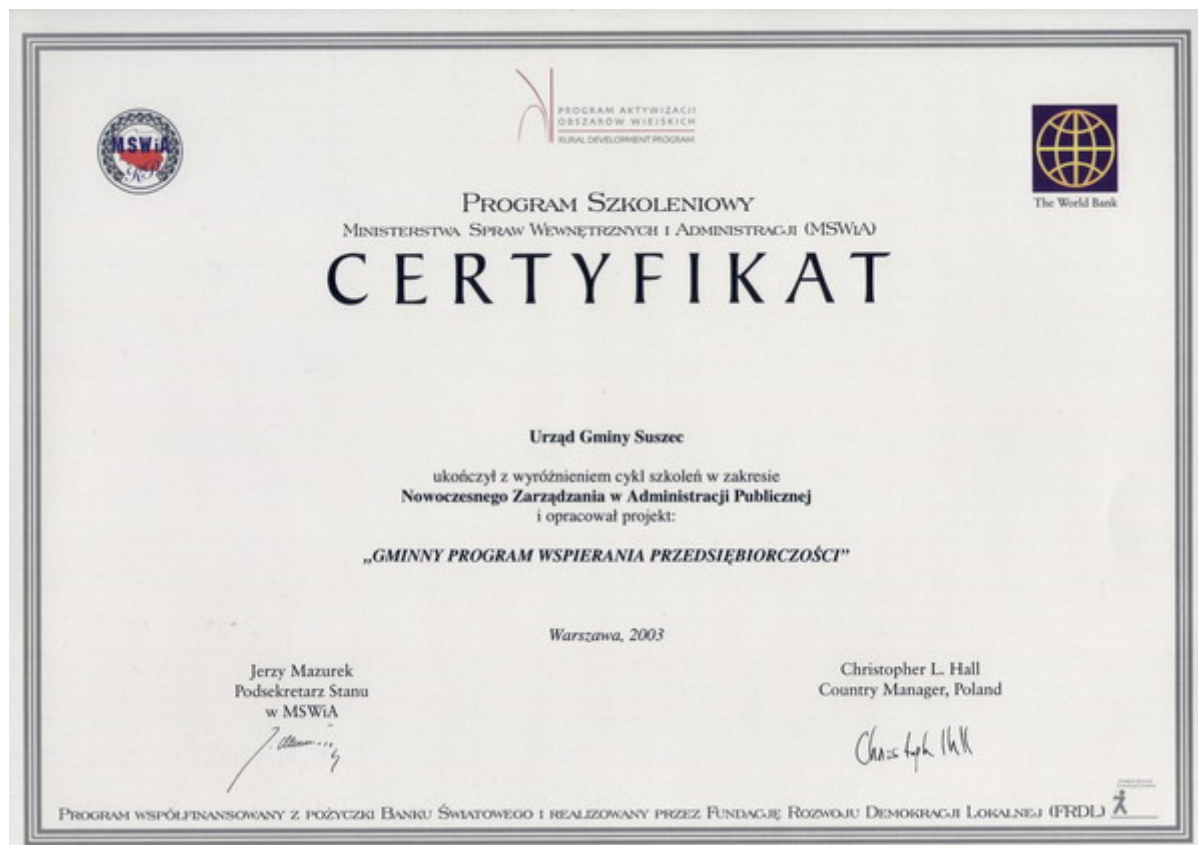 PROGRAM AKTYWIZACJI
OBSZARÓW WIEJSKICH
RURAL DEVELOPMENT PROGRAM
MSWiA
RP
The World Bank
PROGRAM SZKOLENIOWY
MINISTERSTWA SPRAW WEWNĘTRZNYCH I ADMINISTRACJI (MSWiA)
CERTYFIKAT
Urząd Gminy Suszec
ukończył z wyróżnieniem cykl szkoleń w zakresie
Nowoczesnego Zarządzania w Administracji Publicznej
i opracował projekt:
„GMINNY PROGRAM WSPIERANIA PRZEDSIĘBIORCZOŚCI”
Warszawa, 2003
Jerzy Mazurek
Podsekretarz Stanu
w MSWiA
Christopher L. Hall
Country Manager, Poland
Christoph Hall
PROGRAM WSPÓŁFINANSOWANY Z POŻYCZKI BANKU ŚWIATOWEGO I REALIZOWANY PRZEZ FUNDACJĘ ROZWOJU DEMOKRACJI LOKALNEJ (FRDL)